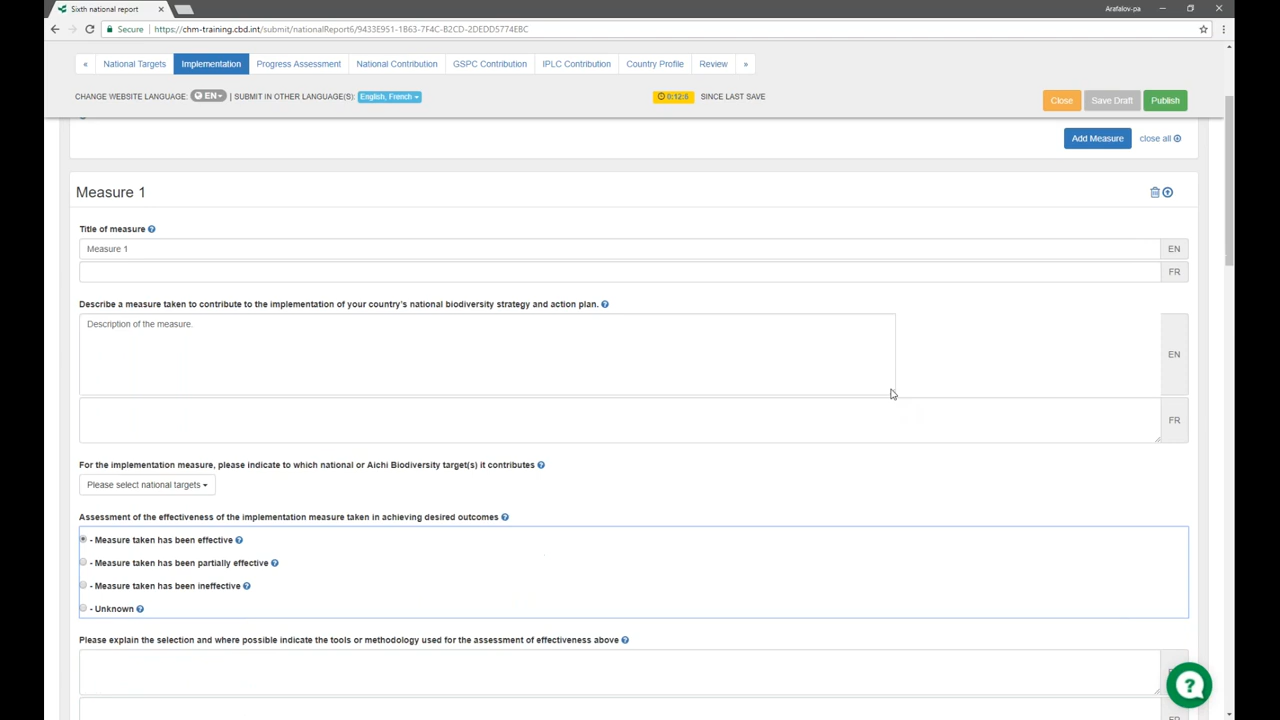 Sixth national report
Arafalov-pa
Secure
https://chm-training.cbd.int/submit/nationalReport6/9433E951-1B63-7F4C-B2CD-2DEDD5774EBC
« National Targets Implementation Progress Assessment National Contribution GSPC Contribution IPLC Contribution Country Profile Review »
CHANGE WEBSITE LANGUAGE: EN | SUBMIT IN OTHER LANGUAGE(S): English, French 0:12:6 SINCE LAST SAVE
Close Save Draft Publish
Add Measure close all
Measure 1
Title of measure
Measure 1 EN
FR
Describe a measure taken to contribute to the implementation of your country's national biodiversity strategy and action plan.
Description of the measure.
EN
FR
For the implementation measure, please indicate to which national or Aichi Biodiversity target(s) it contributes
Please select national targets
Assessment of the effectiveness of the implementation measure taken in achieving desired outcomes
- Measure taken has been effective
- Measure taken has been partially effective
- Measure taken has been ineffective
- Unknown
Please explain the selection and where possible indicate the tools or methodology used for the assessment of effectiveness above